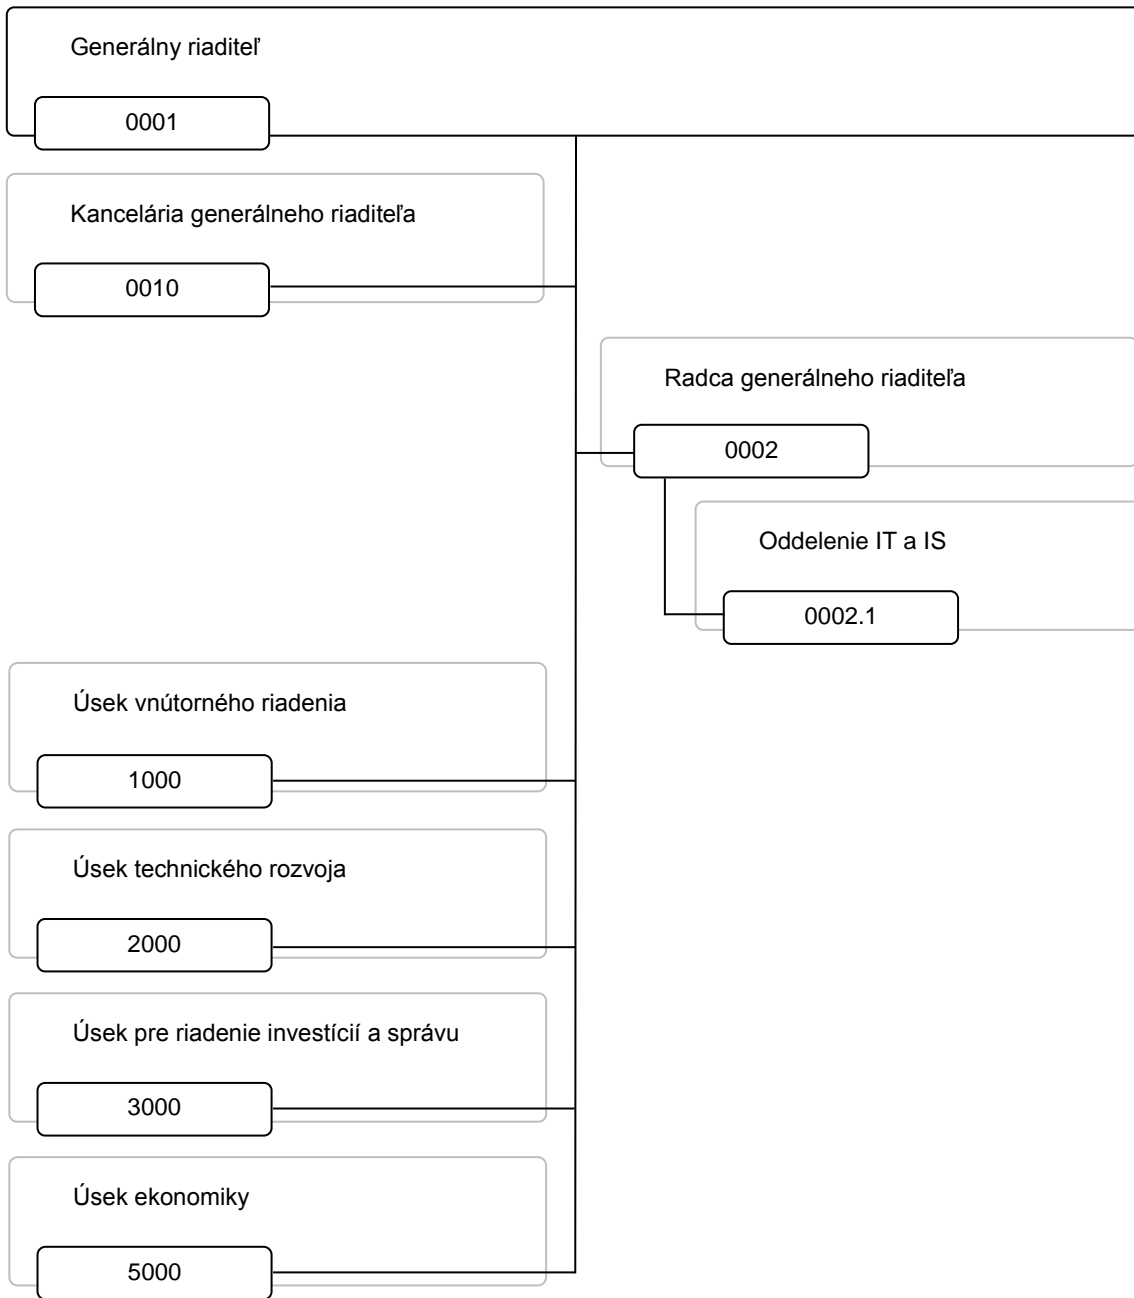 Generálny riaditeľ
0001
Kancelária generálneho riaditeľa
0010
Radca generálneho riaditeľa
0002
Oddelenie IT a IS
0002.1
Úsek vnútorného riadenia
1000
Úsek technického rozvoja
2000
Úsek pre riadenie investícií a správu
3000
Úsek ekonomiky
5000